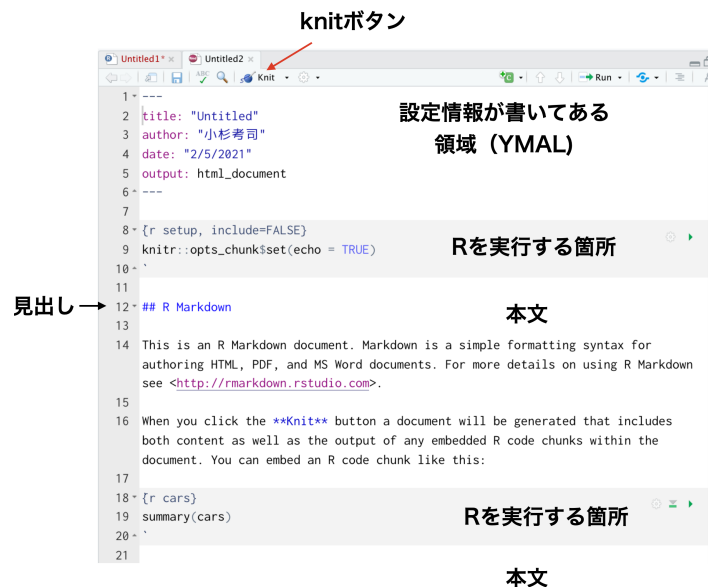 knitボタン
Untitled1* × Untitled2 ×
ABC Knit Run
1 ---
設定情報が書いてある
2 title: "Untitled"
3 author: "小杉考司"
領域（YMAL)
4 date: "2/5/2021"
5 output: html_document
6 ---
7
8 {r setup, include=FALSE}
9 knitr::opts_chunk$set(echo = TRUE)
Rを実行する箇所
10 `
11
見出し
12 ## R Markdown
本文
13
14 This is an R Markdown document. Markdown is a simple formatting syntax for
authoring HTML, PDF, and MS Word documents. For more details on using R Markdown
see <http://rmarkdown.rstudio.com>.
15
16 When you click the **Knit** button a document will be generated that includes
both content as well as the output of any embedded R code chunks within the
document. You can embed an R code chunk like this:
17
18 {r cars}
19 summary(cars)
Rを実行する箇所
20 `
21
本文